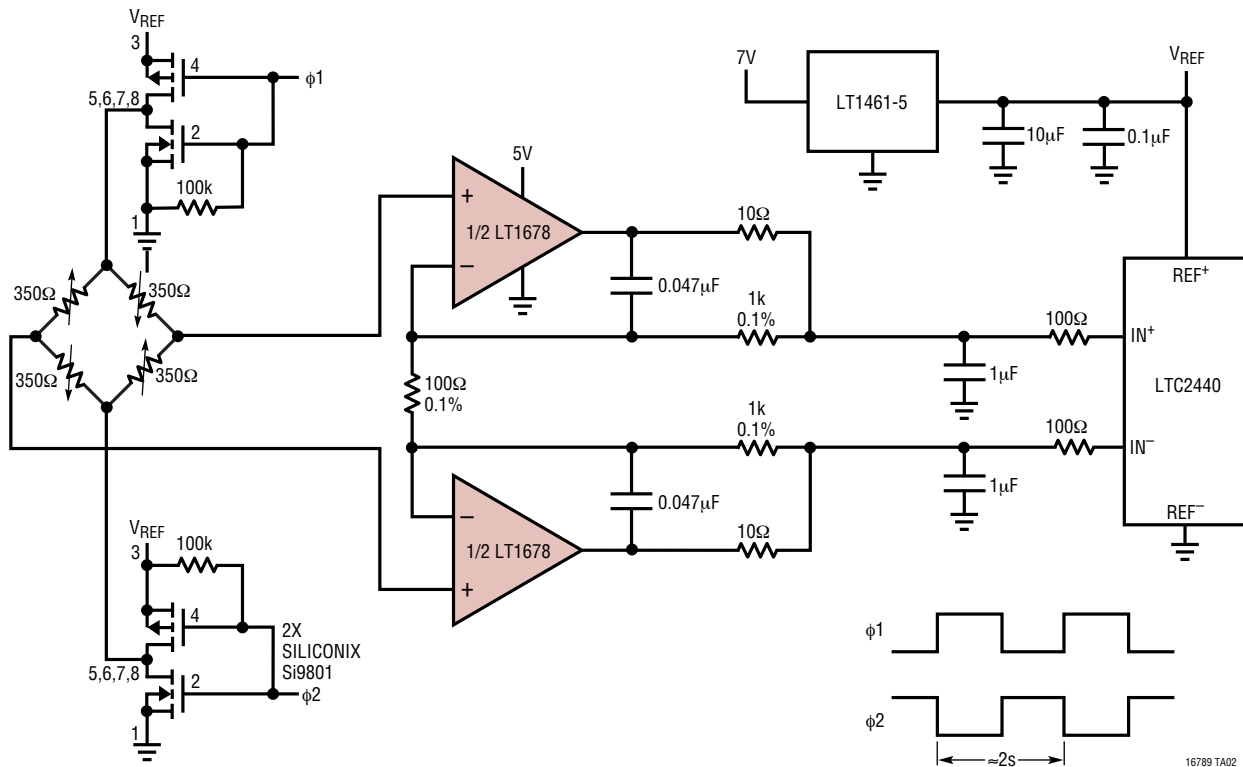 VREF
3
4
ϕ1
5,6,7,8
2
100k
1
350Ω
350Ω
350Ω
350Ω
VREF
3
100k
4
2X
SILICONIX
Si9801
5,6,7,8
2
ϕ2
1
5V
+
1/2 LT1678
–
10Ω
0.047µF
1k
0.1%
100Ω
0.1%
1k
0.1%
–
1/2 LT1678
+
0.047µF
10Ω
7V
LT1461-5
10µF
0.1µF
VREF
REF+
100Ω
IN+
1µF
LTC2440
100Ω
IN–
1µF
REF–
ϕ1
ϕ2
≈2s
16789 TA02